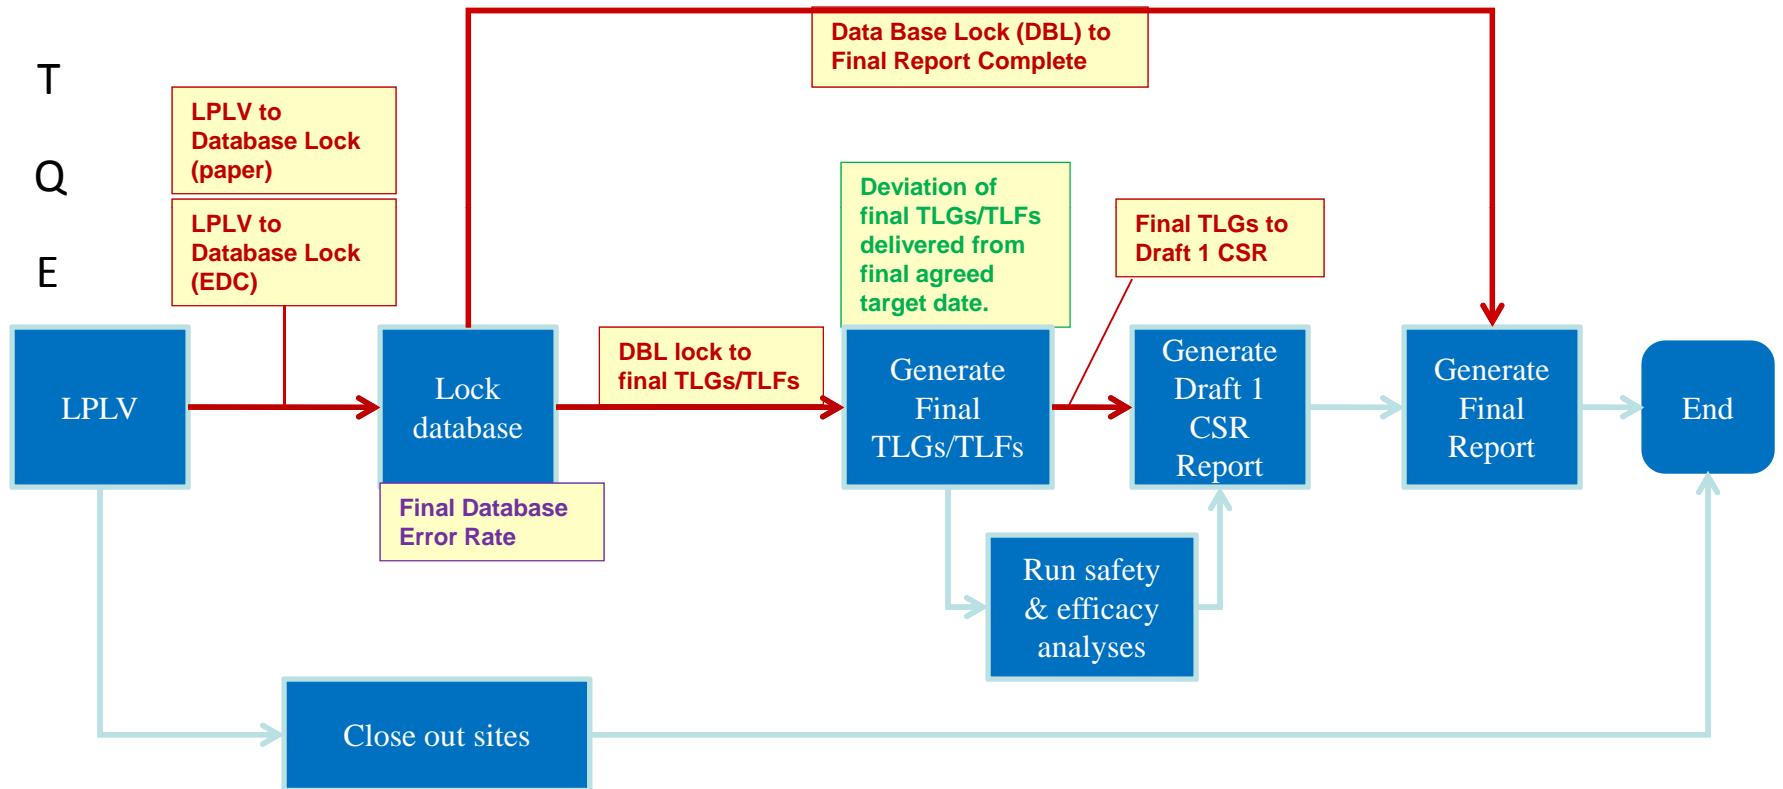 Data Base Lock (DBL) to
Final Report Complete
T
Q
E
LPLV to
Database Lock
(paper)
LPLV to
Database Lock
(EDC)
Deviation of
final TLGs/TLFs
delivered from
final agreed
target date.
Final TLGs to
Draft 1 CSR
DBL lock to
final TLGs/TLFs
LPLV
Lock
database
Generate
Final
TLGs/TLFs
Generate
Draft 1
CSR
Report
Generate
Final
Report
End
Final Database
Error Rate
Run safety
& efficacy
analyses
Close out sites